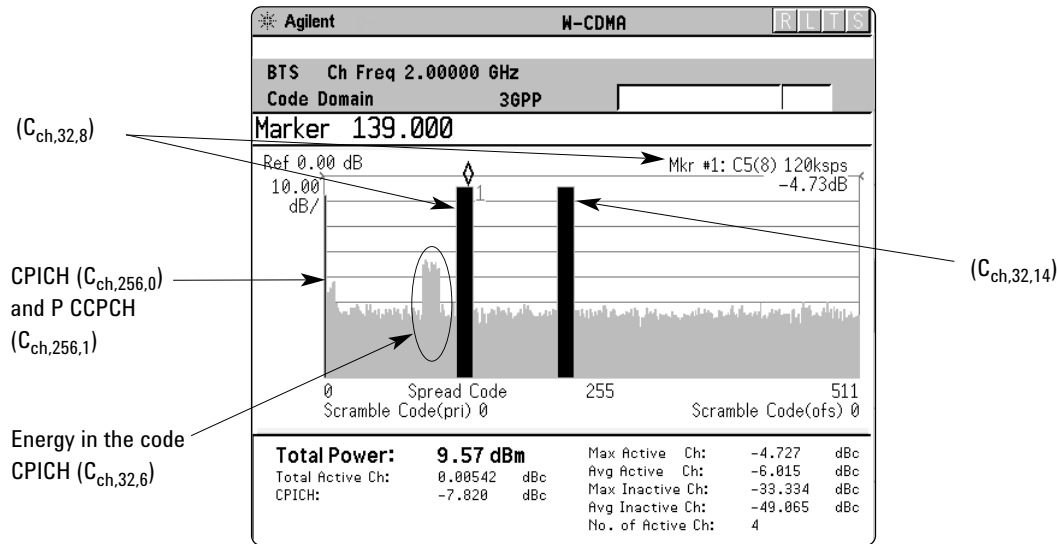 Agilent W-CDMA R L T S
BTS Ch Freq 2.00000 GHz
Code Domain 3GPP
Marker 139.000
(Cch,32,8)
Ref 0.00 dB
Mkr #1: C5(8) 120ksps
-4.73dB
10.00
dB/
1
CPICH (Cch,256,0)
and P CCPCH
(Cch,256,1)
(Cch,32,14)
0 Spread Code 255 511
Scramble Code(pri) 0 Scramble Code(ofs) 0
Energy in the code
CPICH (Cch,32,6)
Total Power: 9.57 dBm
Total Active Ch: 0.00542 dBc
CPICH: -7.820 dBc
Max Active Ch: -4.727 dBc
Avg Active Ch: -6.015 dBc
Max Inactive Ch: -33.334 dBc
Avg Inactive Ch: -49.065 dBc
No. of Active Ch: 4